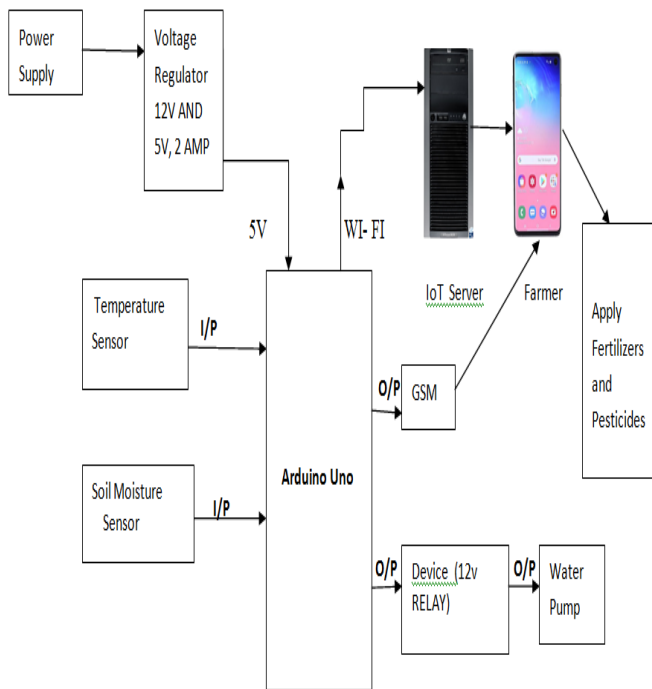 Power
Supply
Voltage
Regulator
12V AND
5V, 2 AMP
5V
WI- FI
IoT Server
Farmer
Temperature
Sensor
I/P
Apply
Fertilizers
and
Pesticides
O/P
GSM
Arduino Uno
Soil Moisture
Sensor
I/P
O/P
Device (12v
RELAY)
O/P
Water
Pump